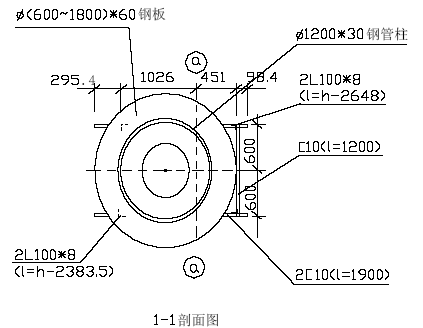 ø(600~1800)*60钢板
ø1200*30钢管柱
a
295.4 1026 451 98.4
2L100*8
(l=h-2648)
600
[10(l=1200)
600
2L100*8
(l=h-2383.5)
a
2[10(l=1900)
1-1剖面图